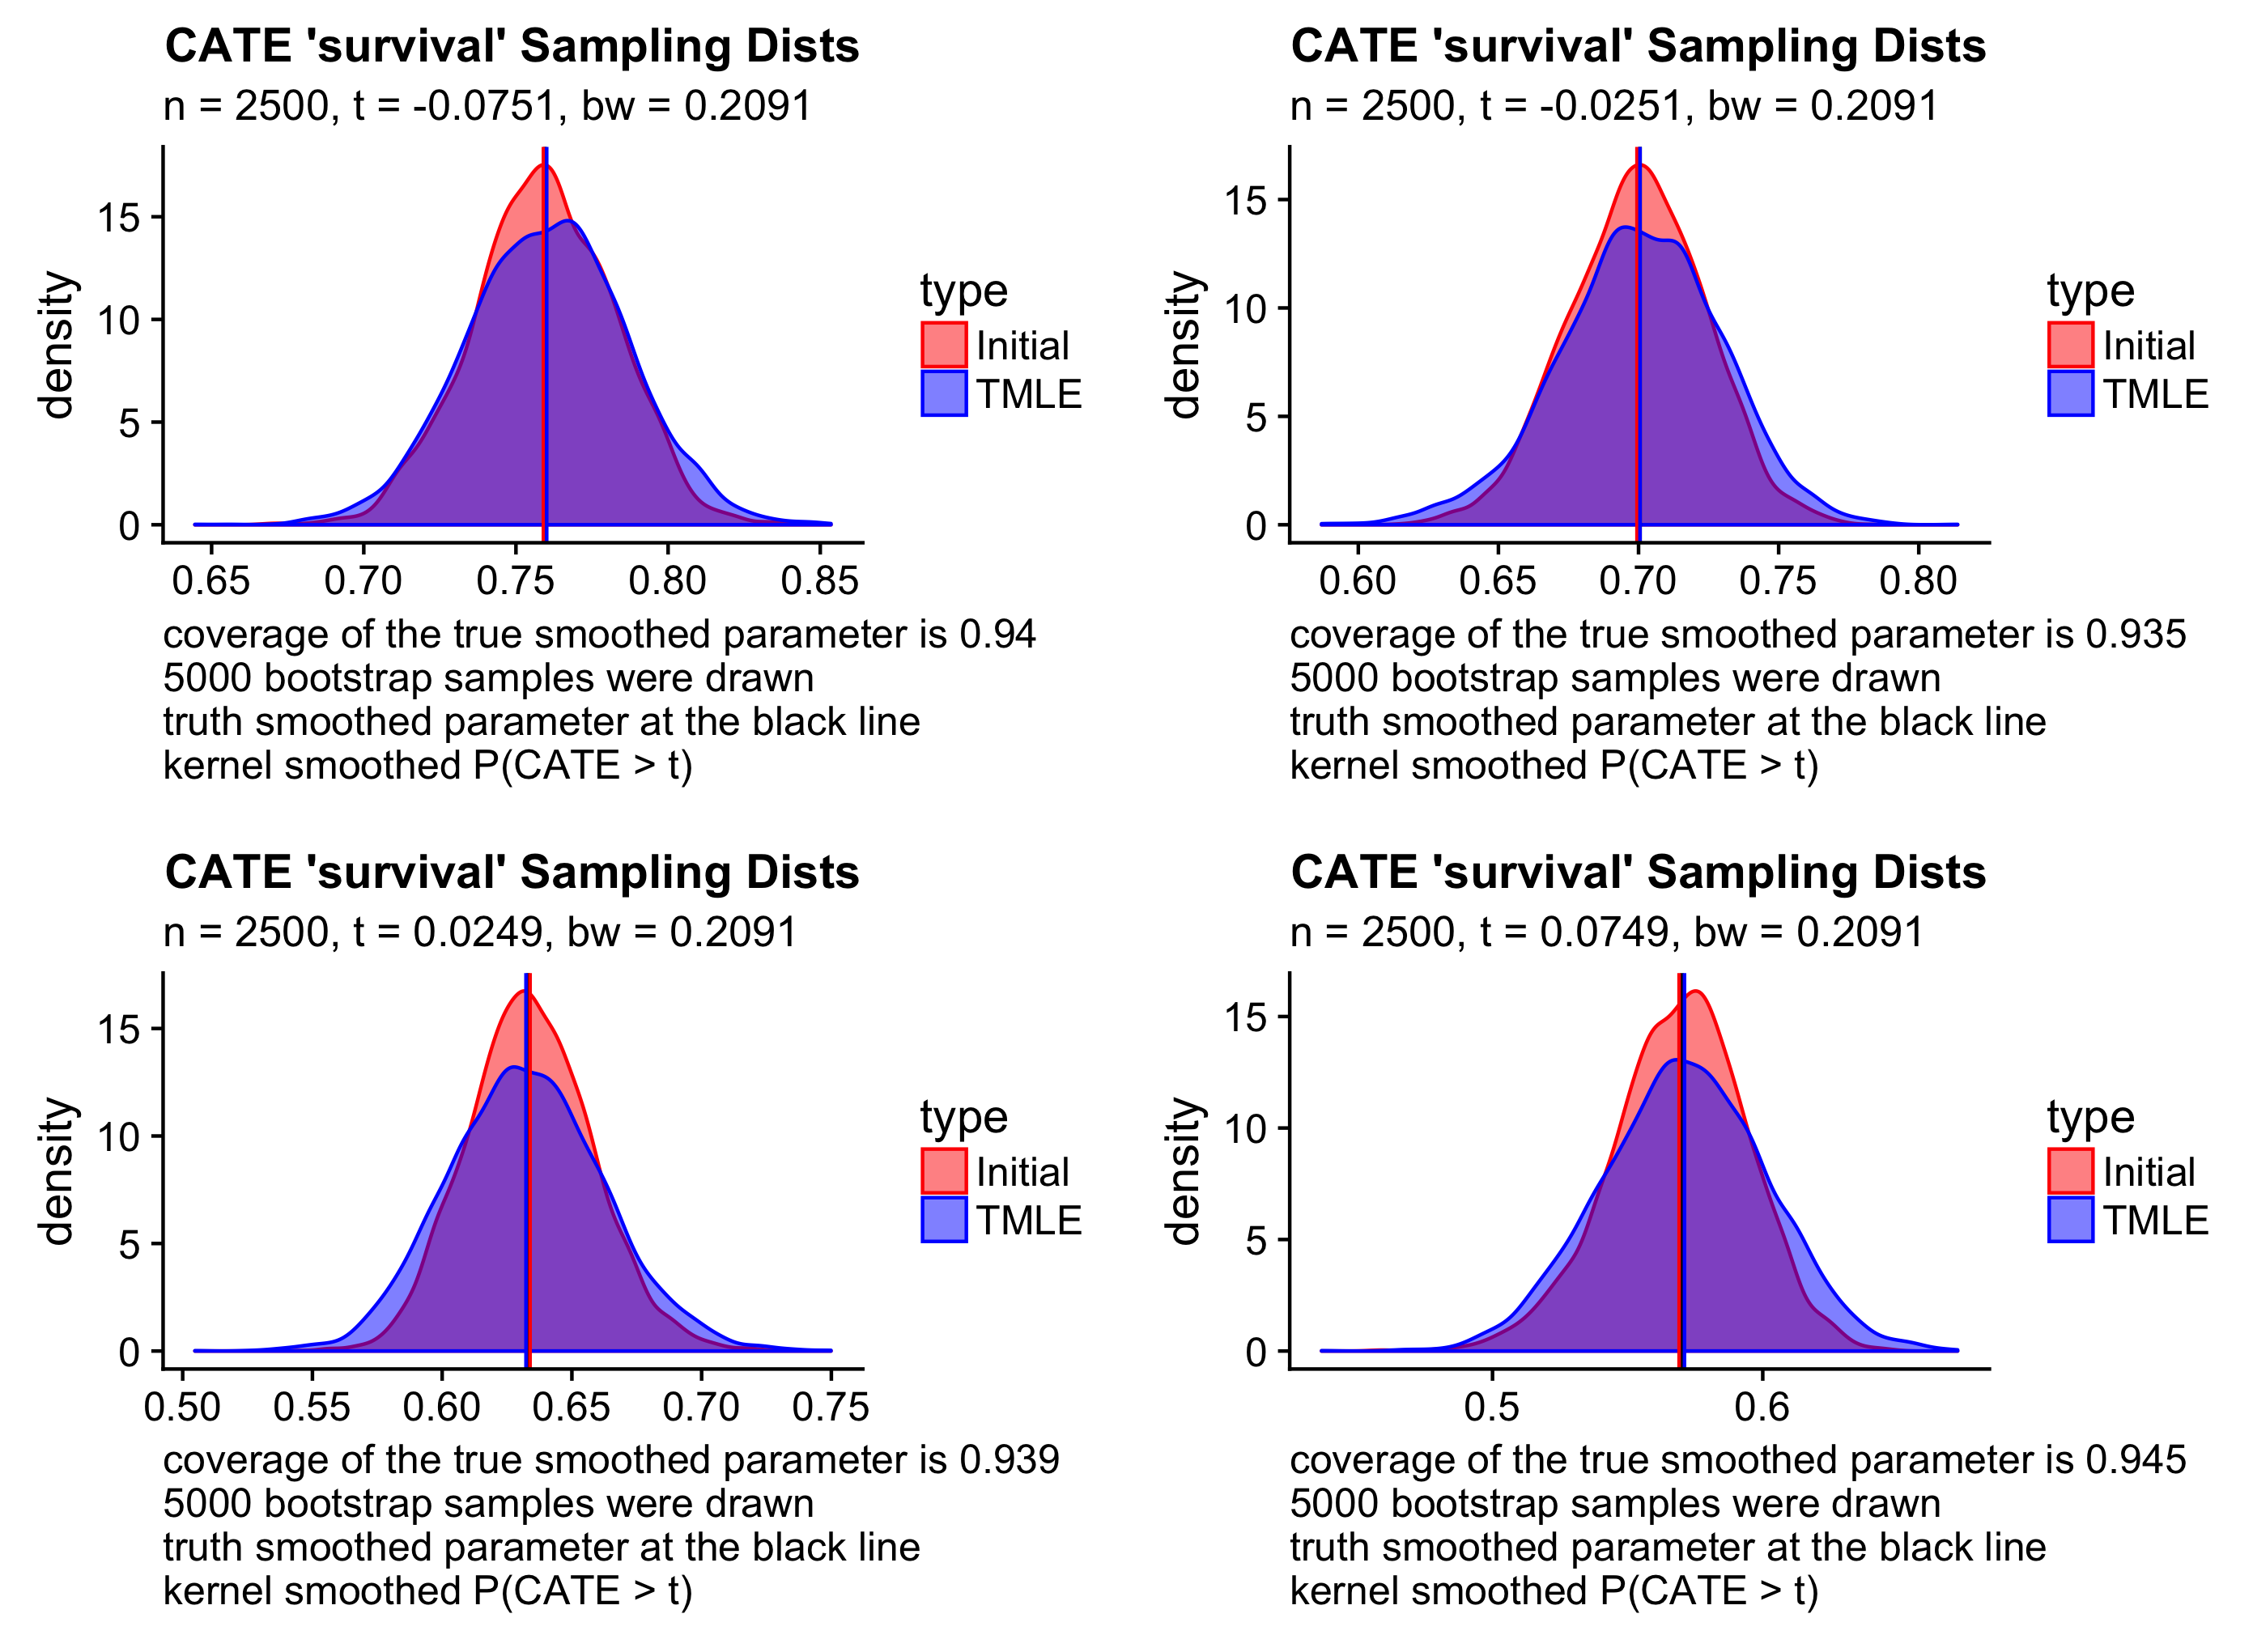 CATE 'survival' Sampling Dists
n = 2500, t = -0.0751, bw = 0.2091
density
15
10
5
0
0.65 0.70 0.75 0.80 0.85
type
Initial
TMLE
coverage of the true smoothed parameter is 0.94
5000 bootstrap samples were drawn
truth smoothed parameter at the black line
kernel smoothed P(CATE > t)
CATE 'survival' Sampling Dists
n = 2500, t = -0.0251, bw = 0.2091
density
15
10
5
0
0.60 0.65 0.70 0.75 0.80
type
Initial
TMLE
coverage of the true smoothed parameter is 0.935
5000 bootstrap samples were drawn
truth smoothed parameter at the black line
kernel smoothed P(CATE > t)
CATE 'survival' Sampling Dists
n = 2500, t = 0.0249, bw = 0.2091
density
15
10
5
0
0.50 0.55 0.60 0.65 0.70 0.75
type
Initial
TMLE
coverage of the true smoothed parameter is 0.939
5000 bootstrap samples were drawn
truth smoothed parameter at the black line
kernel smoothed P(CATE > t)
CATE 'survival' Sampling Dists
n = 2500, t = 0.0749, bw = 0.2091
density
15
10
5
0
0.5 0.6
type
Initial
TMLE
coverage of the true smoothed parameter is 0.945
5000 bootstrap samples were drawn
truth smoothed parameter at the black line
kernel smoothed P(CATE > t)